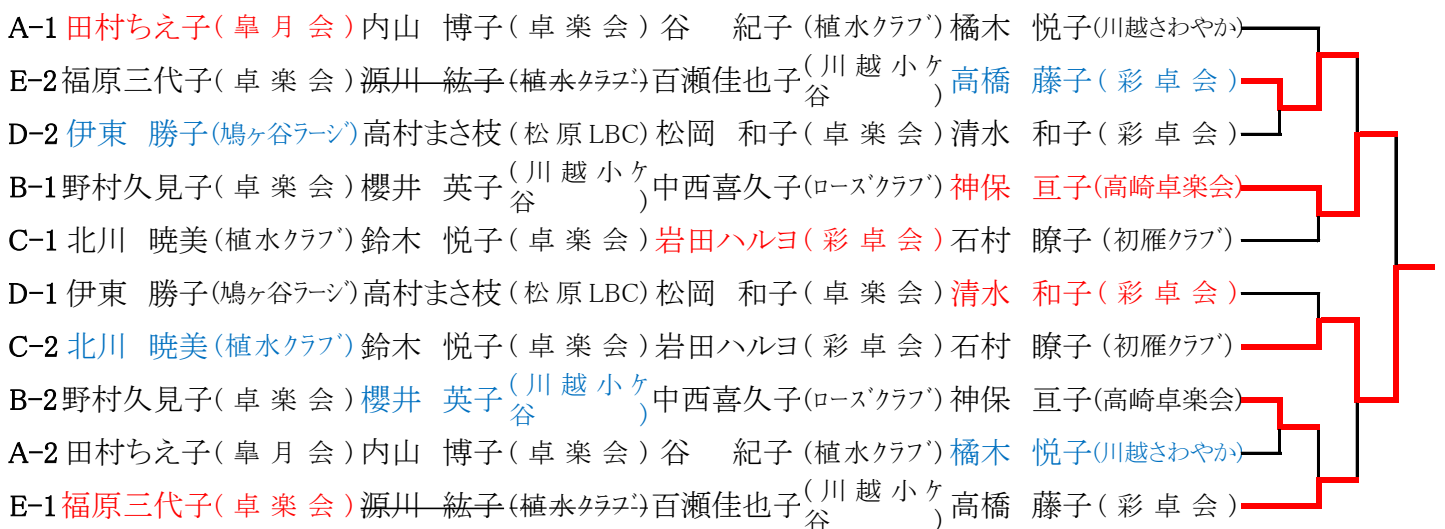 A-1 田村ちえ子( 皐 月 会 ) 内山 博子( 卓 楽 会 ) 谷 紀子 (植水クラブ) 橘木 悦子(川越さわやか)
E-2 福原三代子( 卓 楽 会 ) 源川 紘子(植水クラブ) 百瀬佳也子(川越小ケ谷) 高橋 藤子( 彩 卓 会 )
D-2 伊東 勝子(鳩ヶ谷ラージ) 高村まさ枝( 松 原 LBC) 松岡 和子( 卓 楽 会 ) 清水 和子( 彩 卓 会 )
B-1 野村久見子( 卓 楽 会 ) 櫻井 英子(川越小ケ谷) 中西喜久子(ローズクラブ) 神保 亘子(高崎卓楽会)
C-1 北川 暁美(植水クラブ) 鈴木 悦子( 卓 楽 会 ) 岩田ハルヨ( 彩 卓 会 ) 石村 瞭子 (初雁クラブ)
D-1 伊東 勝子(鳩ヶ谷ラージ) 高村まさ枝( 松 原 LBC) 松岡 和子( 卓 楽 会 ) 清水 和子( 彩 卓 会 )
C-2 北川 暁美(植水クラブ) 鈴木 悦子( 卓 楽 会 ) 岩田ハルヨ( 彩 卓 会 ) 石村 瞭子 (初雁クラブ)
B-2 野村久見子( 卓 楽 会 ) 櫻井 英子(川越小ケ谷) 中西喜久子(ローズクラブ) 神保 亘子(高崎卓楽会)
A-2 田村ちえ子( 皐 月 会 ) 内山 博子( 卓 楽 会 ) 谷 紀子 (植水クラブ) 橘木 悦子(川越さわやか)
E-1 福原三代子( 卓 楽 会 ) 源川 紘子(植水クラブ) 百瀬佳也子(川越小ケ谷) 高橋 藤子( 彩 卓 会 )